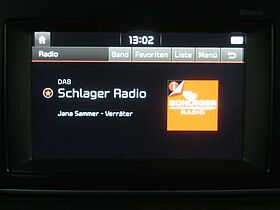 13:02
Radio Band Favoriten Liste Menü
DAB
Schlager Radio
Jana Sammer - Verräter
SCHLAGER
RADIO